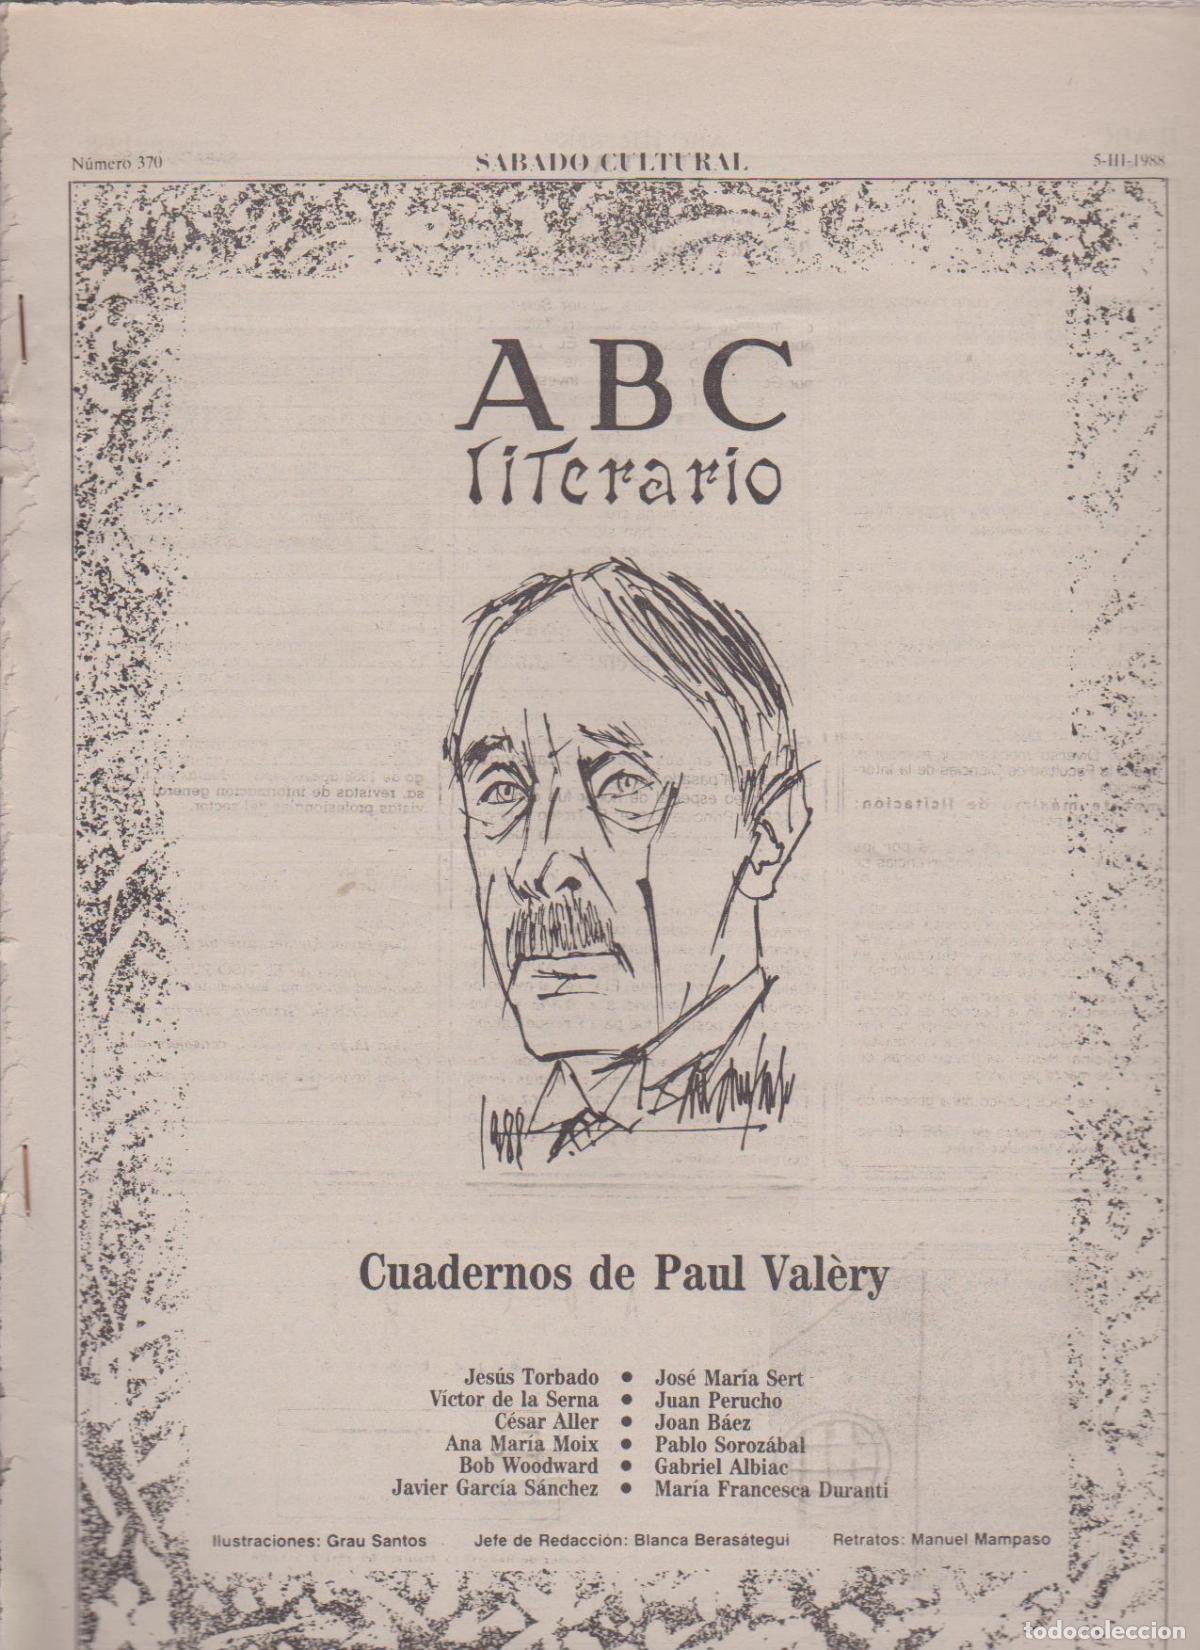 Número 370 SABADO CULTURAL 5-III-1988
ABC
literario
1988
Cuadernos de Paul Valèry
Jesús Torbado • José María Sert
Víctor de la Serna • Juan Perucho
César Aller • Joan Báez
Ana María Moix • Pablo Sorozábal
Bob Woodward • Gabriel Albiac
Javier García Sánchez • María Francesca Duranti
Ilustraciones: Grau Santos Jefe de Redacción: Blanca Berasátegui Retratos: Manuel Mampaso
todocoleccion